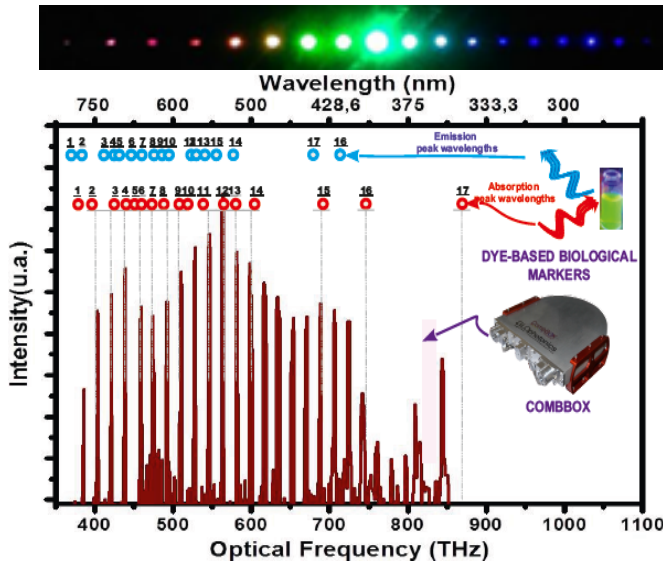 Wavelength (nm)
750 600 500 428,6 375 333,3 300
1 2 3 4 5 6 7 8 9 10 12 13 15 14 17 16
Emission
peak wavelengths
Absorption
peak wavelengths
1 2 3 4 5 6 7 8 9 10 11 12 13 14 15 16 17
DYE-BASED BIOLOGICAL
MARKERS
COMBBOX
Intensity(u.a.)
400 500 600 700 800 900 1000 1100
Optical Frequency (THz)